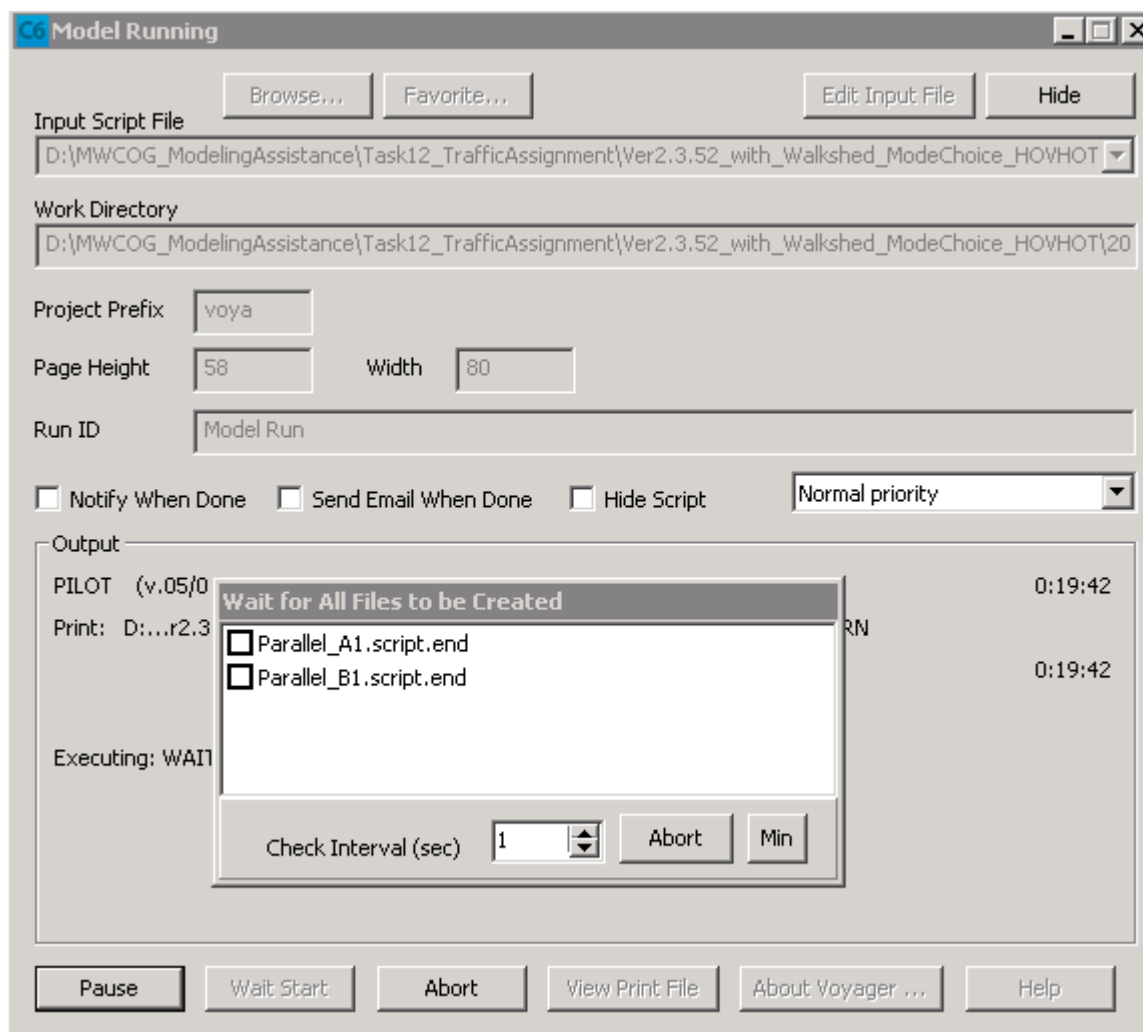 C6 Model Running
Browse... Favorite... Edit Input File Hide
Input Script File
D:\MWCOG_ModelingAssistance\Task12_TrafficAssignment\Ver2.3.52_with_Walkshed_ModeChoice_HOVHOT
Work Directory
D:\MWCOG_ModelingAssistance\Task12_TrafficAssignment\Ver2.3.52_with_Walkshed_ModeChoice_HOVHOT\20
Project Prefix voya
Page Height 58 Width 80
Run ID Model Run
Notify When Done Send Email When Done Hide Script Normal priority
Output
PILOT (v.05/0 0:19:42
Wait for All Files to be Created
Print: D:...r2.3 RN
Parallel_A1.script.end
Parallel_B1.script.end 0:19:42
Executing: WAIT
Check Interval (sec) 1 Abort Min
Pause Wait Start Abort View Print File About Voyager ... Help